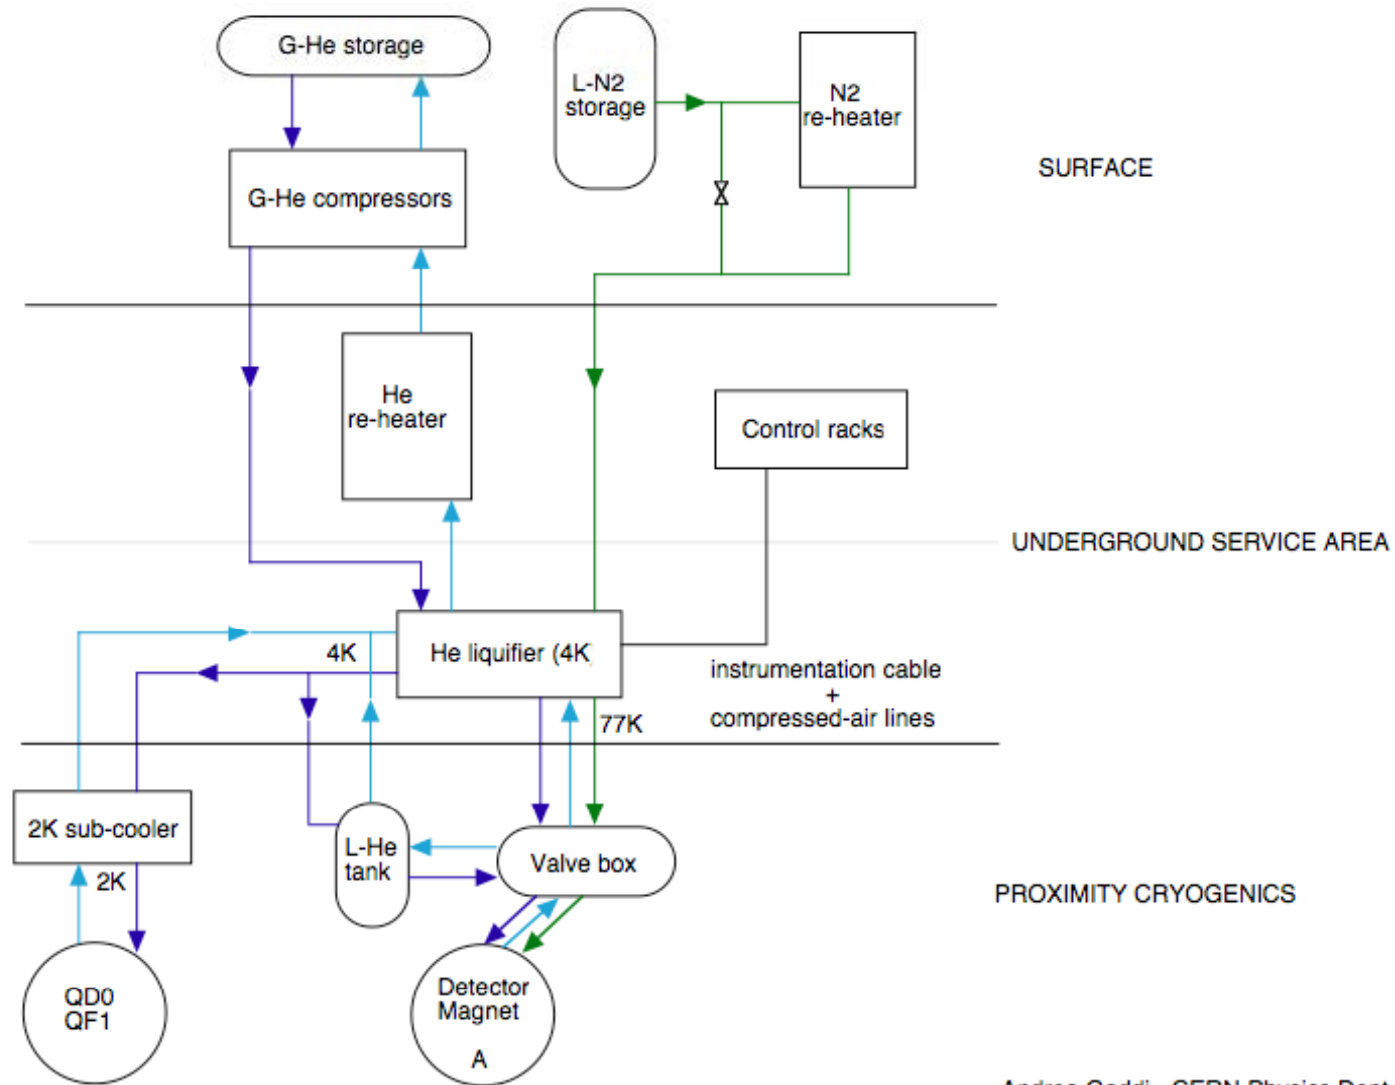 G-He storage
L-N2
storage
N2
re-heater
SURFACE
G-He compressors
He
re-heater
Control racks
UNDERGROUND SERVICE AREA
4K
He liquifier (4K)
instrumentation cable
+
compressed-air lines
77K
2K sub-cooler
L-He
tank
Valve box
2K
PROXIMITY CRYOGENICS
QD0
QF1
Detector
Magnet
A